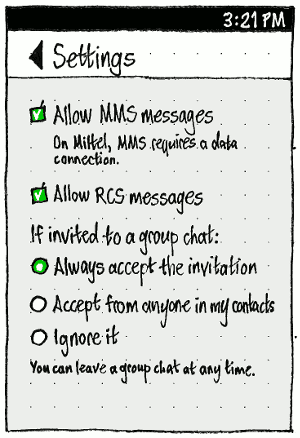 3:21 PM
Settings
Allow MMS messages
On Mittel, MMS requires a data
connection.
Allow RCS messages
If invited to a group chat:
Always accept the invitation
Accept from anyone in my contacts
Ignore it
You can leave a group chat at any time.